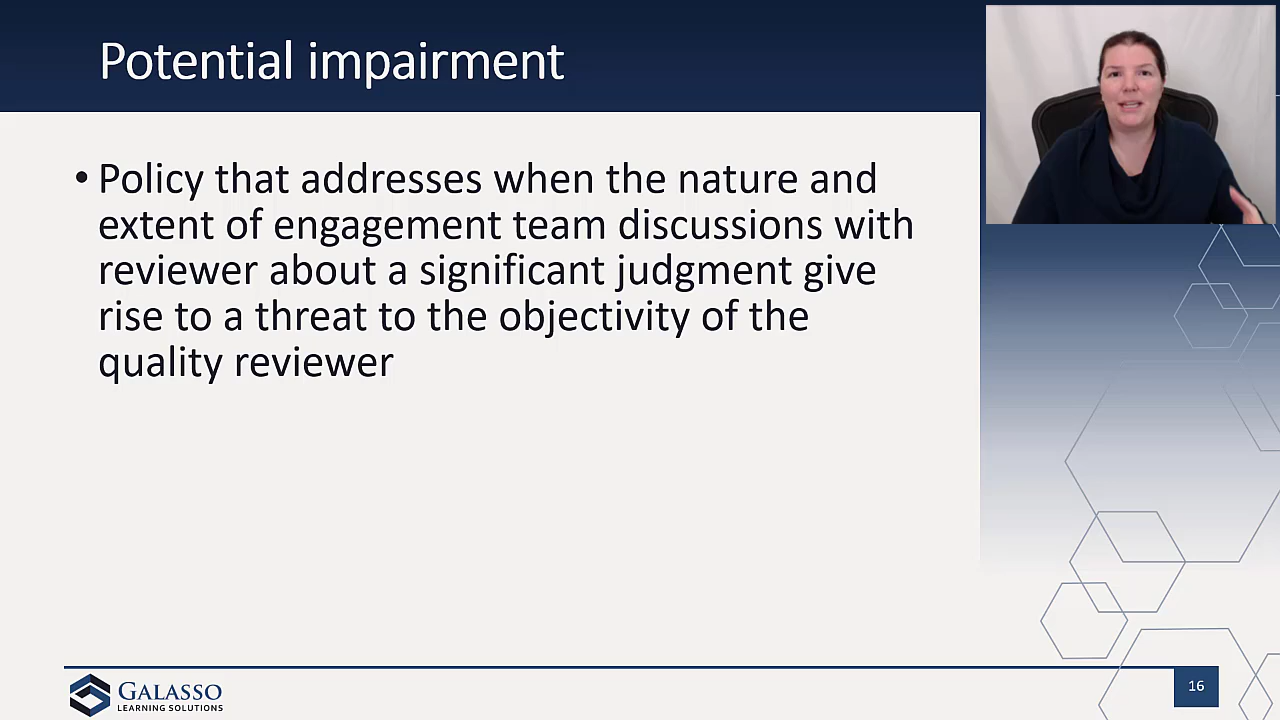 Potential impairment
• Policy that addresses when the nature and
extent of engagement team discussions with
reviewer about a significant judgment give
rise to a threat to the objectivity of the
quality reviewer
GALASSO
LEARNING SOLUTIONS
16